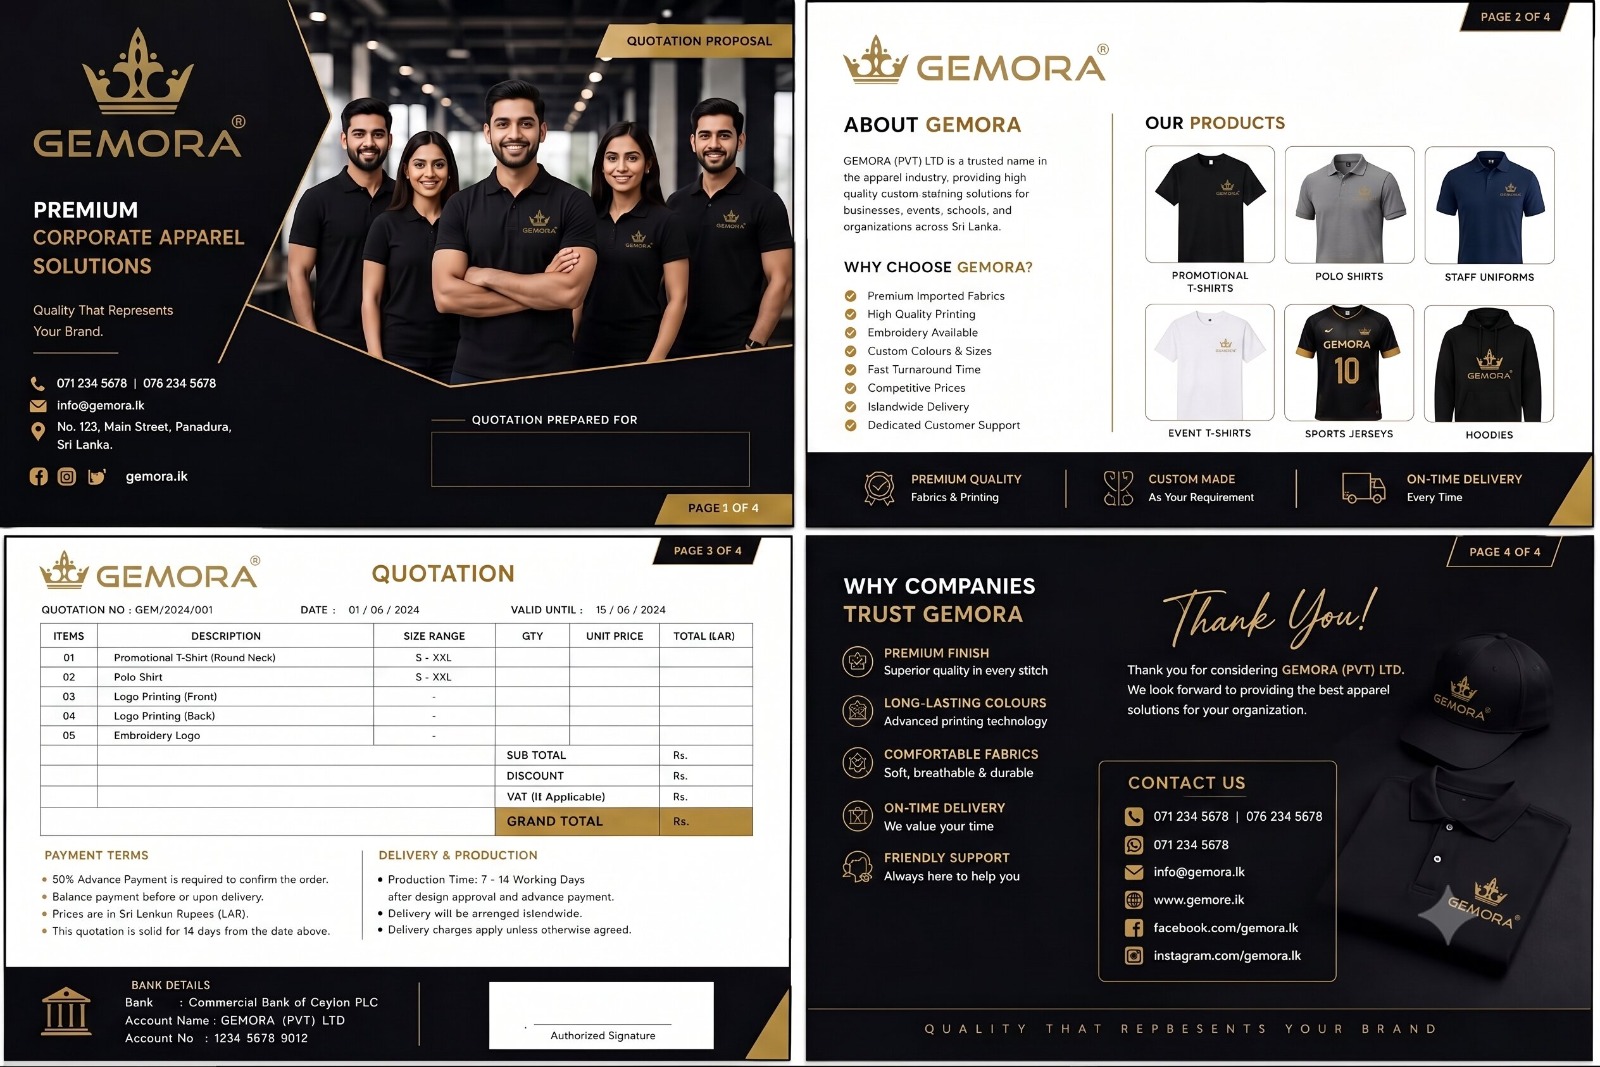 QUOTATION PROPOSAL
GEMORA®
PREMIUM
CORPORATE APPAREL
SOLUTIONS
Quality That Represents
Your Brand.
071 234 5678 | 076 234 5678
info@gemora.lk
No. 123, Main Street, Panadura,
Sri Lanka.
gemora.ik
GEMORA
GEMORA
GEMORA
QUOTATION PREPARED FOR
PAGE 1 OF 4
PAGE 2 OF 4
GEMORA®
ABOUT GEMORA
GEMORA (PVT) LTD is a trusted name in
the apparel industry, providing high
quality custom stafning solutions for
businesses, events, schools, and
organizations across Sri Lanka.
WHY CHOOSE GEMORA?
Premium Imported Fabrics
High Quality Printing
Embroidery Available
Custom Colours & Sizes
Fast Turnaround Time
Competitive Prices
Islandwide Delivery
Dedicated Customer Support
OUR PRODUCTS
PROMOTIONAL
T-SHIRTS
POLO SHIRTS
STAFF UNIFORMS
GEMORA
10
GEMORA
EVENT T-SHIRTS
SPORTS JERSEYS
HOODIES
PREMIUM QUALITY
Fabrics & Printing
CUSTOM MADE
As Your Requirement
ON-TIME DELIVERY
Every Time
PAGE 3 OF 4
GEMORA®
QUOTATION
QUOTATION NO : GEM/2024/001 DATE : 01 / 06 / 2024 VALID UNTIL : 15 / 06 / 2024
ITEMS DESCRIPTION SIZE RANGE QTY UNIT PRICE TOTAL (LAR)
01 Promotional T-Shirt (Round Neck) S - XXL
02 Polo Shirt S - XXL
03 Logo Printing (Front) -
04 Logo Printing (Back) -
05 Embroidery Logo -
SUB TOTAL Rs.
DISCOUNT Rs.
VAT (It Applicable) Rs.
GRAND TOTAL Rs.
PAYMENT TERMS
• 50% Advance Payment is required to confirm the order.
• Balance payment before or upon delivery.
• Prices are in Sri Lenkun Rupees (LAR).
• This quotation is solid for 14 days from the date above.
DELIVERY & PRODUCTION
• Production Time: 7 - 14 Working Days
after design approval and advance payment.
• Delivery will be arranged islendwide.
• Delivery charges apply unless otherwise agreed.
BANK DETAILS
Bank : Commercial Bank of Ceylon PLC
Account Name : GEMORA (PVT) LTD
Account No : 1234 5678 9012
Authorized Signature
PAGE 4 OF 4
WHY COMPANIES
TRUST GEMORA
PREMIUM FINISH
Superior quality in every stitch
LONG-LASTING COLOURS
Advanced printing technology
COMFORTABLE FABRICS
Soft, breathable & durable
ON-TIME DELIVERY
We value your time
FRIENDLY SUPPORT
Always here to help you
Thank You!
Thank you for considering GEMORA (PVT) LTD.
We look forward to providing the best apparel
solutions for your organization.
CONTACT US
071 234 5678 | 076 234 5678
071 234 5678
info@gemora.lk
www.gemore.ik
facebook.com/gemora.lk
instagram.com/gemora.lk
GEMORA®
GEMORA®
QUALITY THAT REPBESENTS YOUR BRAND